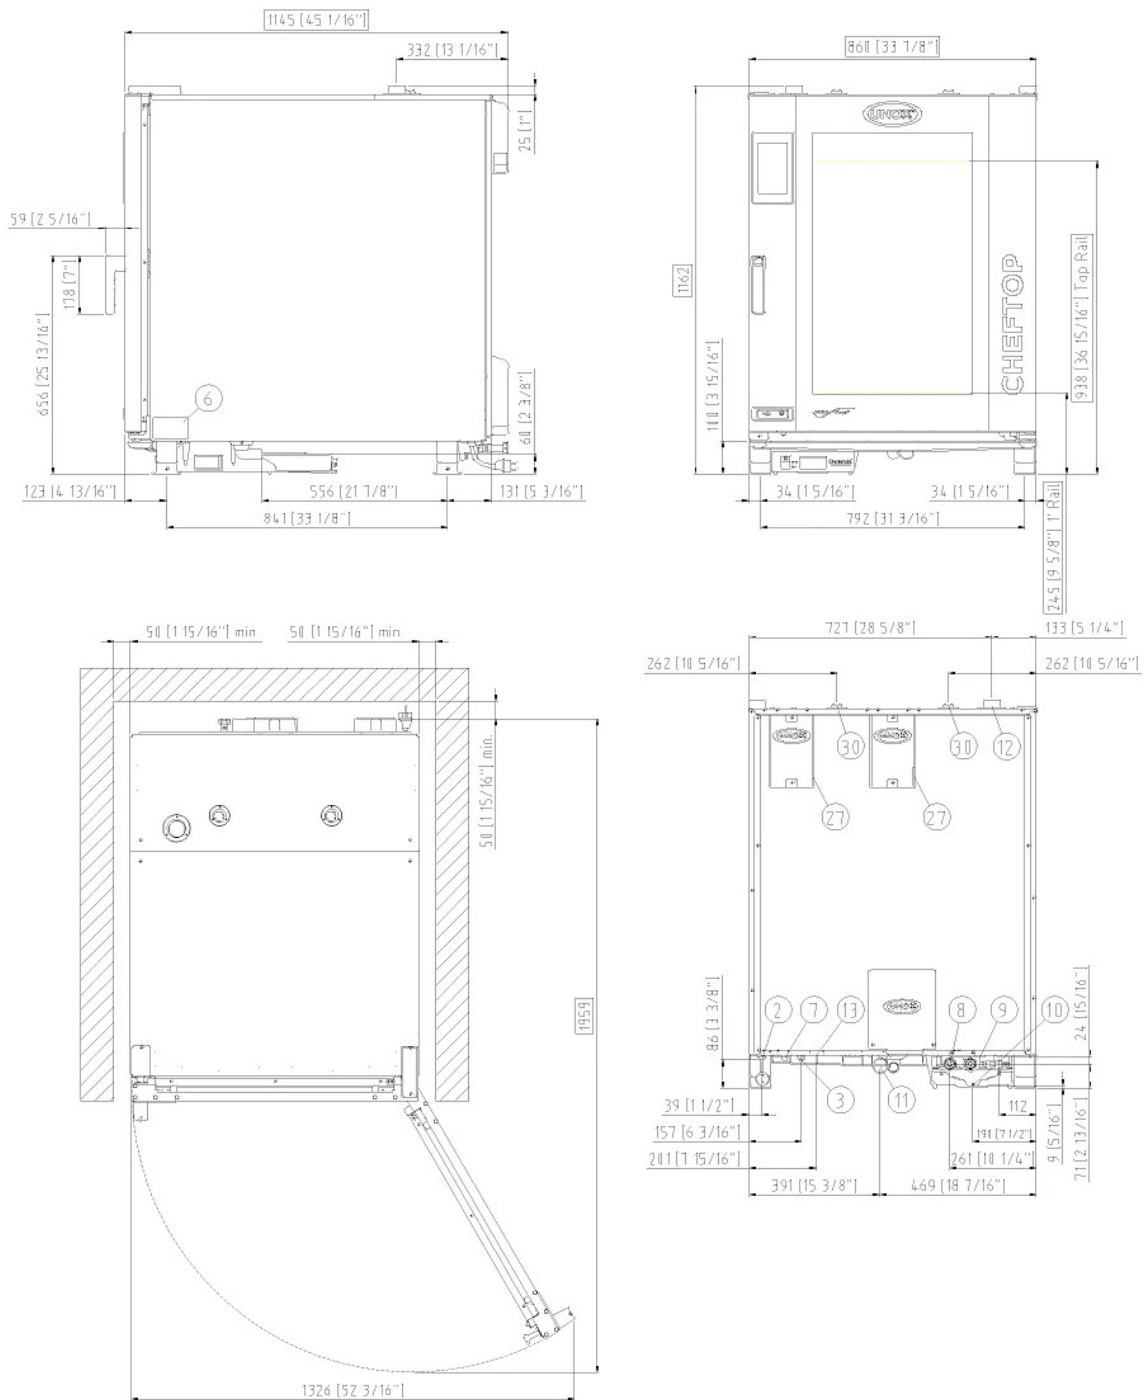 1145 [45 1/16"]
332 [13 1/16"]
25 [1"]
59 [2 5/16"]
138 [7"]
656 [25 13/16"]
6
60 [2 3/8"]
123 [4 13/16"]
556 [21 7/8"]
131 [5 3/16"]
841 [33 1/8"]
860 [33 7/8"]
UNOX
1162
CHEFTOP
938 [36 15/16"] Top Rail
100 [3 15/16"]
34 [1 5/16"]
34 [1 5/16"]
792 [31 3/16"]
245 [9 5/8"] 1° Rail
50 [1 15/16"] min.
50 [1 15/16"] min.
50 [1 15/16"] min.
1959
1326 [52 3/16"]
727 [28 5/8"]
133 [5 1/4"]
262 [10 5/16"]
262 [10 5/16"]
30
30
12
27
27
86 [3 3/8"]
2
7
13
8
9
10
24 [15/16"]
3
11
39 [1 1/2"]
112
157 [6 3/16"]
190 [7 1/2"]
9 [5/16"]
71 [2 13/16"]
201 [7 15/16"]
261 [10 1/4"]
391 [15 3/8"]
469 [18 7/16"]